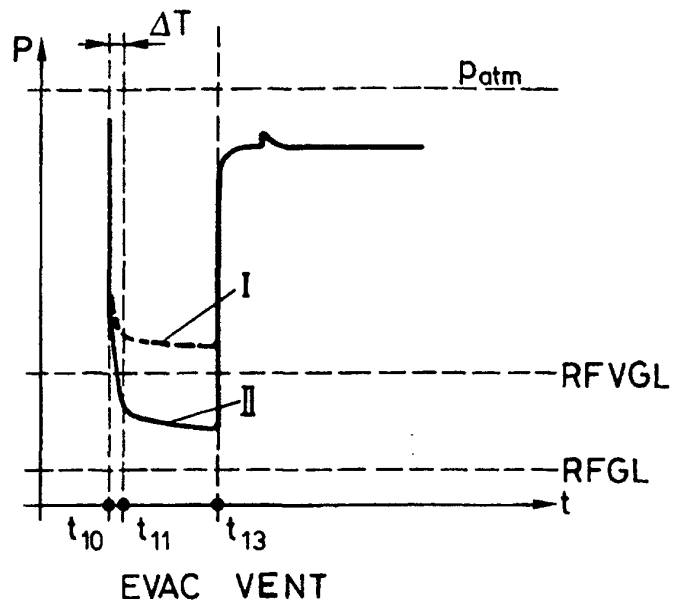 ΔT
P
Patm
I
RFVGL
II
RFGL
t
t10 t11 t13
EVAC VENT